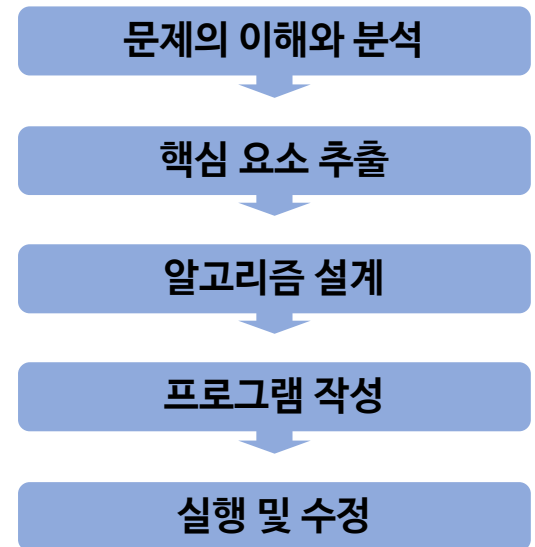 문제의 이해와 분석
핵심 요소 추출
알고리즘 설계
프로그램 작성
실행 및 수정